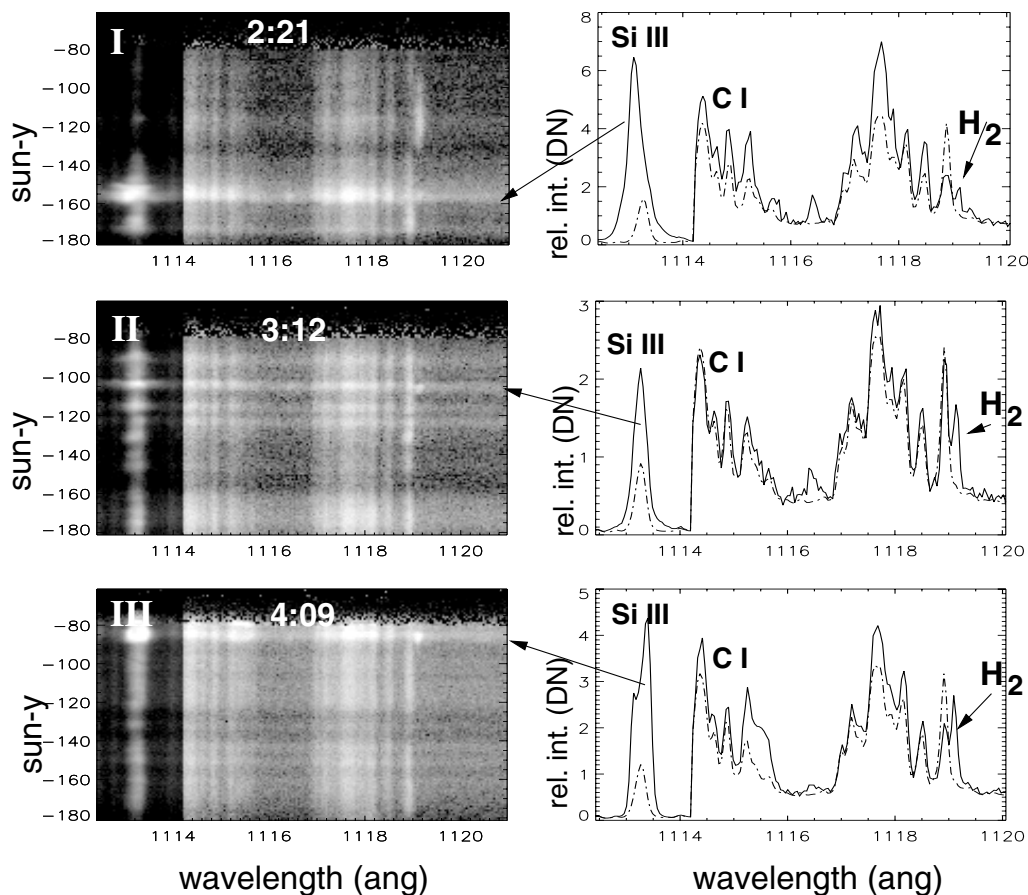 I 2:21
sun-y
−80
−100
−120
−140
−160
−180
1114 1116 1118 1120
Si III
C I
H2
rel. int. (DN)
8
6
4
2
0
1114 1116 1118 1120
II 3:12
sun-y
−80
−100
−120
−140
−160
−180
1114 1116 1118 1120
Si III
C I
H2
rel. int. (DN)
3
2
1
0
1114 1116 1118 1120
III 4:09
sun-y
−80
−100
−120
−140
−160
−180
1114 1116 1118 1120
wavelength (ang)
Si III
C I
H2
rel. int. (DN)
5
4
3
2
1
0
1114 1116 1118 1120
wavelength (ang)